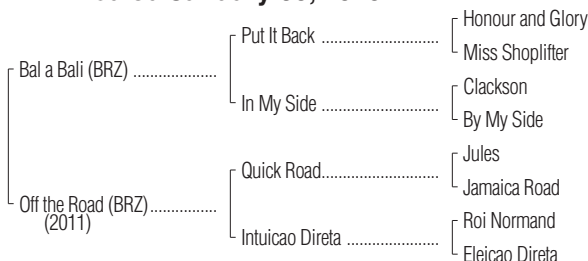 Honour and Glory
Put It Back
Miss Shoplifter
Bal a Bali (BRZ)
Clackson
In My Side
By My Side
Jules
Quick Road
Jamaica Road
Off the Road (BRZ)
(2011)
Roi Normand
Intuicao Direta
Eleicao Direta